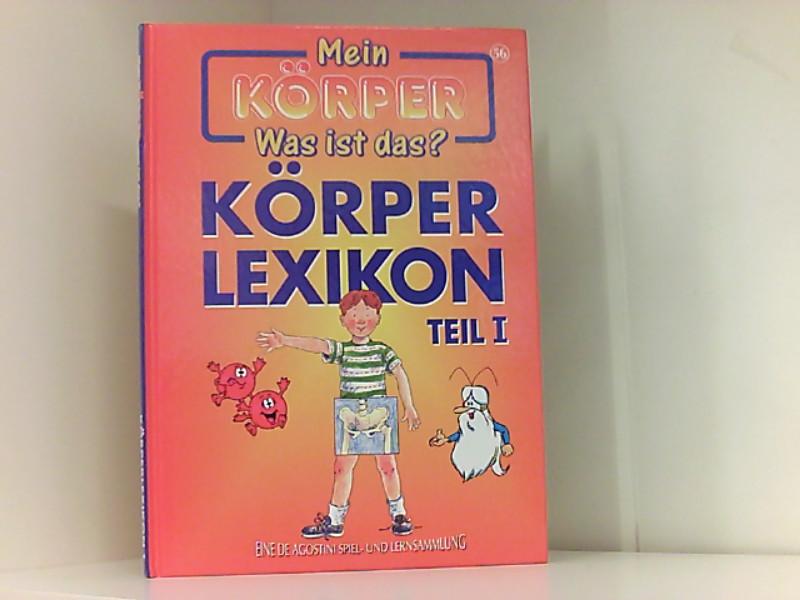 Mein
56
KÖRPER
Was ist das?
KÖRPER
LEXIKON
TEIL I
EINE DE AGOSTINI SPIEL- UND LERNSAMMLUNG